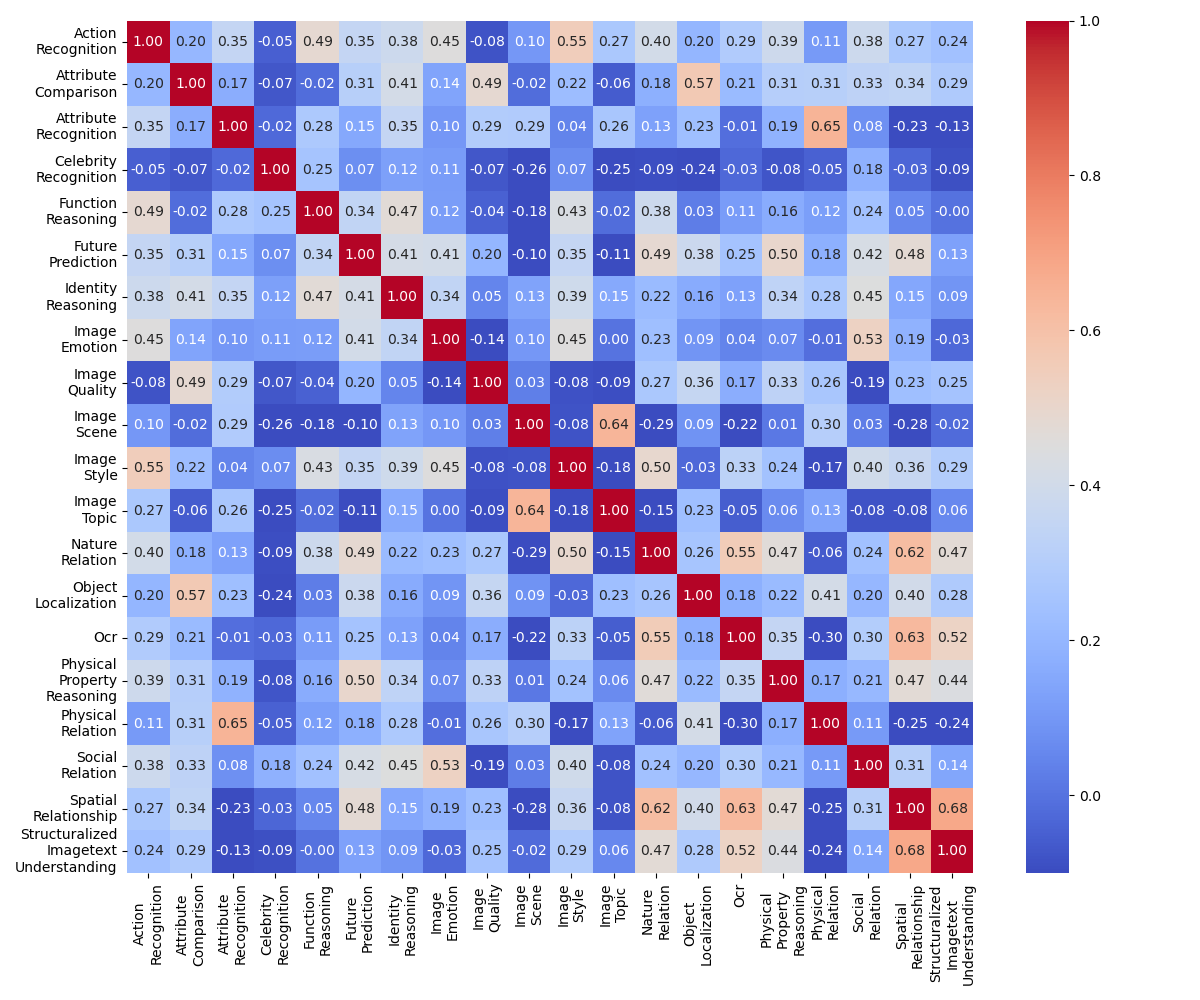 Action
Recognition
1.00 0.20 0.35 -0.05 0.49 0.35 0.38 0.45 -0.08 0.10 0.55 0.27 0.40 0.20 0.29 0.39 0.11 0.38 0.27 0.24
Attribute
Comparison
0.20 1.00 0.17 -0.07 -0.02 0.31 0.41 0.14 0.49 -0.02 0.22 -0.06 0.18 0.57 0.21 0.31 0.31 0.33 0.34 0.29
Attribute
Recognition
0.35 0.17 1.00 -0.02 0.28 0.15 0.35 0.10 0.29 0.29 0.04 0.26 0.13 0.23 -0.01 0.19 0.65 0.08 -0.23 -0.13
Celebrity
Recognition
-0.05 -0.07 -0.02 1.00 0.25 0.07 0.12 0.11 -0.07 -0.26 0.07 -0.25 -0.09 -0.24 -0.03 -0.08 -0.05 0.18 -0.03 -0.09
Function
Reasoning
0.49 -0.02 0.28 0.25 1.00 0.34 0.47 0.12 -0.04 -0.18 0.43 -0.02 0.38 0.03 0.11 0.16 0.12 0.24 0.05 -0.00
Future
Prediction
0.35 0.31 0.15 0.07 0.34 1.00 0.41 0.41 0.20 -0.10 0.35 -0.11 0.49 0.38 0.25 0.50 0.18 0.42 0.48 0.13
Identity
Reasoning
0.38 0.41 0.35 0.12 0.47 0.41 1.00 0.34 0.05 0.13 0.39 0.15 0.22 0.16 0.13 0.34 0.28 0.45 0.15 0.09
Image
Emotion
0.45 0.14 0.10 0.11 0.12 0.41 0.34 1.00 -0.14 0.10 0.45 0.00 0.23 0.09 0.04 0.07 -0.01 0.53 0.19 -0.03
Image
Quality
-0.08 0.49 0.29 -0.07 -0.04 0.20 0.05 -0.14 1.00 0.03 -0.08 -0.09 0.27 0.36 0.17 0.33 0.26 -0.19 0.23 0.25
Image
Scene
0.10 -0.02 0.29 -0.26 -0.18 -0.10 0.13 0.10 0.03 1.00 -0.08 0.64 -0.29 0.09 -0.22 0.01 0.30 0.03 -0.28 -0.02
Image
Style
0.55 0.22 0.04 0.07 0.43 0.35 0.39 0.45 -0.08 -0.08 1.00 -0.18 0.50 -0.03 0.33 0.24 -0.17 0.40 0.36 0.29
Image
Topic
0.27 -0.06 0.26 -0.25 -0.02 -0.11 0.15 0.00 -0.09 0.64 -0.18 1.00 -0.15 0.23 -0.05 0.06 0.13 -0.08 -0.08 0.06
Nature
Relation
0.40 0.18 0.13 -0.09 0.38 0.49 0.22 0.23 0.27 -0.29 0.50 -0.15 1.00 0.26 0.55 0.47 -0.06 0.24 0.62 0.47
Object
Localization
0.20 0.57 0.23 -0.24 0.03 0.38 0.16 0.09 0.36 0.09 -0.03 0.23 0.26 1.00 0.18 0.22 0.41 0.20 0.40 0.28
Ocr
0.29 0.21 -0.01 -0.03 0.11 0.25 0.13 0.04 0.17 -0.22 0.33 -0.05 0.55 0.18 1.00 0.35 -0.30 0.30 0.63 0.52
Physical
Property
Reasoning
0.39 0.31 0.19 -0.08 0.16 0.50 0.34 0.07 0.33 0.01 0.24 0.06 0.47 0.22 0.35 1.00 0.17 0.21 0.47 0.44
Physical
Relation
0.11 0.31 0.65 -0.05 0.12 0.18 0.28 -0.01 0.26 0.30 -0.17 0.13 -0.06 0.41 -0.30 0.17 1.00 0.11 -0.25 -0.24
Social
Relation
0.38 0.33 0.08 0.18 0.24 0.42 0.45 0.53 -0.19 0.03 0.40 -0.08 0.24 0.20 0.30 0.21 0.11 1.00 0.31 0.14
Spatial
Relationship
0.27 0.34 -0.23 -0.03 0.05 0.48 0.15 0.19 0.23 -0.28 0.36 -0.08 0.62 0.40 0.63 0.47 -0.25 0.31 1.00 0.68
Structuralized
Imagetext
Understanding
0.24 0.29 -0.13 -0.09 -0.00 0.13 0.09 -0.03 0.25 -0.02 0.29 0.06 0.47 0.28 0.52 0.44 -0.24 0.14 0.68 1.00
Action
Recognition
Attribute
Comparison
Attribute
Recognition
Celebrity
Recognition
Function
Reasoning
Future
Prediction
Identity
Reasoning
Image
Emotion
Image
Quality
Image
Scene
Image
Style
Image
Topic
Nature
Relation
Object
Localization
Ocr
Physical
Property
Reasoning
Physical
Relation
Social
Relation
Spatial
Relationship
Structuralized
Imagetext
Understanding
1.0
0.8
0.6
0.4
0.2
0.0